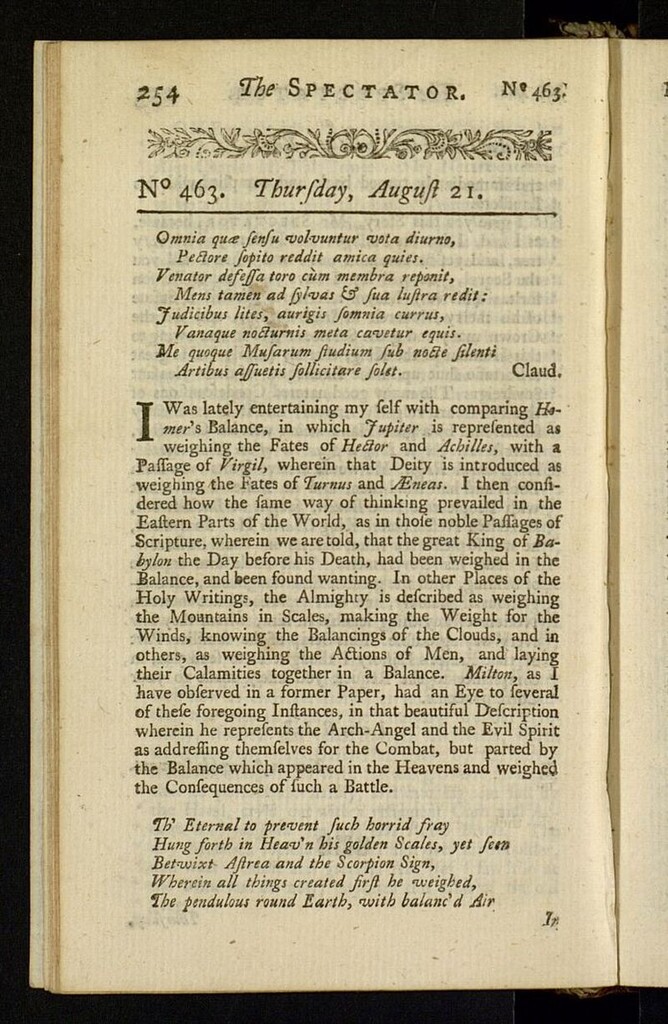 254 The SPECTATOR. Nº 463.
Nº 463. Thurſday, Auguſt 21.
Omnia quæ ſenſu volvuntur vota diurno,
Pectore ſopito reddit amica quies.
Venator defeſſa toro cùm membra reponit,
Mens tamen ad ſylvas & ſua luſtra redit:
Judicibus lites, aurigis ſomnia currus,
Vanaque nocturnis meta cavetur equis.
Me quoque Muſarum ſtudium ſub nocte ſilenti
Artibus aſſuetis ſollicitare ſolet. Claud.
I Was lately entertaining my ſelf with comparing Ho-
mer's Balance, in which Jupiter is repreſented as
weighing the Fates of Hector and Achilles, with a
Paſſage of Virgil, wherein that Deity is introduced as
weighing the Fates of Turnus and Æneas. I then conſi-
dered how the ſame way of thinking prevailed in the
Eaſtern Parts of the World, as in thoſe noble Paſſages of
Scripture, wherein we are told, that the great King of Ba-
bylon the Day before his Death, had been weighed in the
Balance, and been found wanting. In other Places of the
Holy Writings, the Almighty is deſcribed as weighing
the Mountains in Scales, making the Weight for the
Winds, knowing the Balancings of the Clouds, and in
others, as weighing the Actions of Men, and laying
their Calamities together in a Balance. Milton, as I
have obſerved in a former Paper, had an Eye to ſeveral
of theſe foregoing Inſtances, in that beautiful Deſcription
wherein he repreſents the Arch-Angel and the Evil Spirit
as addreſſing themſelves for the Combat, but parted by
the Balance which appeared in the Heavens and weighed
the Conſequences of ſuch a Battle.
Th' Eternal to prevent ſuch horrid fray
Hung forth in Heav'n his golden Scales, yet ſeen
Betwixt Aſtrea and the Scorpion Sign,
Wherein all things created firſt he weighed,
The pendulous round Earth, with balanc'd Air
In